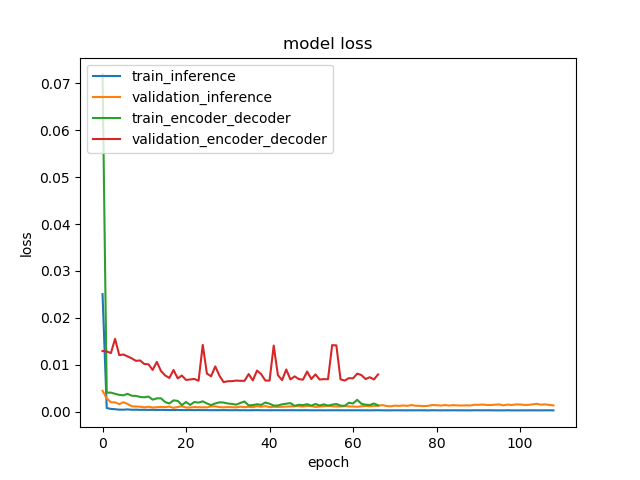 model loss
train_inference
validation_inference
train_encoder_decoder
validation_encoder_decoder
0.07
0.06
0.05
0.04
0.03
0.02
0.01
0.00
loss
0 20 40 60 80 100
epoch